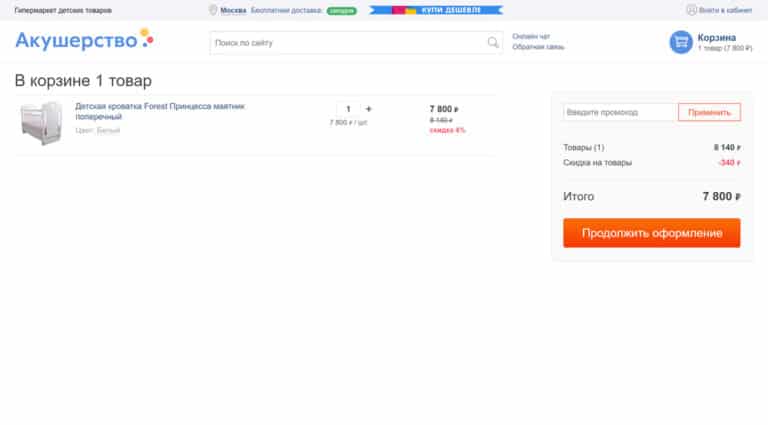 Гипермаркет детских товаров
Москва Бесплатная доставка: сегодня
КУПИ ДЕШЕВЛЕ
Войти в кабинет
Акушерство
Поиск по сайту
Онлайн чат
Обратная связь
Корзина
1 товар (7 800 ₽)
В корзине 1 товар
Детская кроватка Forest Принцесса маятник
поперечный
Цвет: Белый
1 +
7 800 ₽ / шт.
7 800 ₽
8 140 ₽
скидка 4%
Введите промокод Применить
Товары (1) 8 140 ₽
Скидка на товары -340 ₽
Итого 7 800 ₽
Продолжить оформление